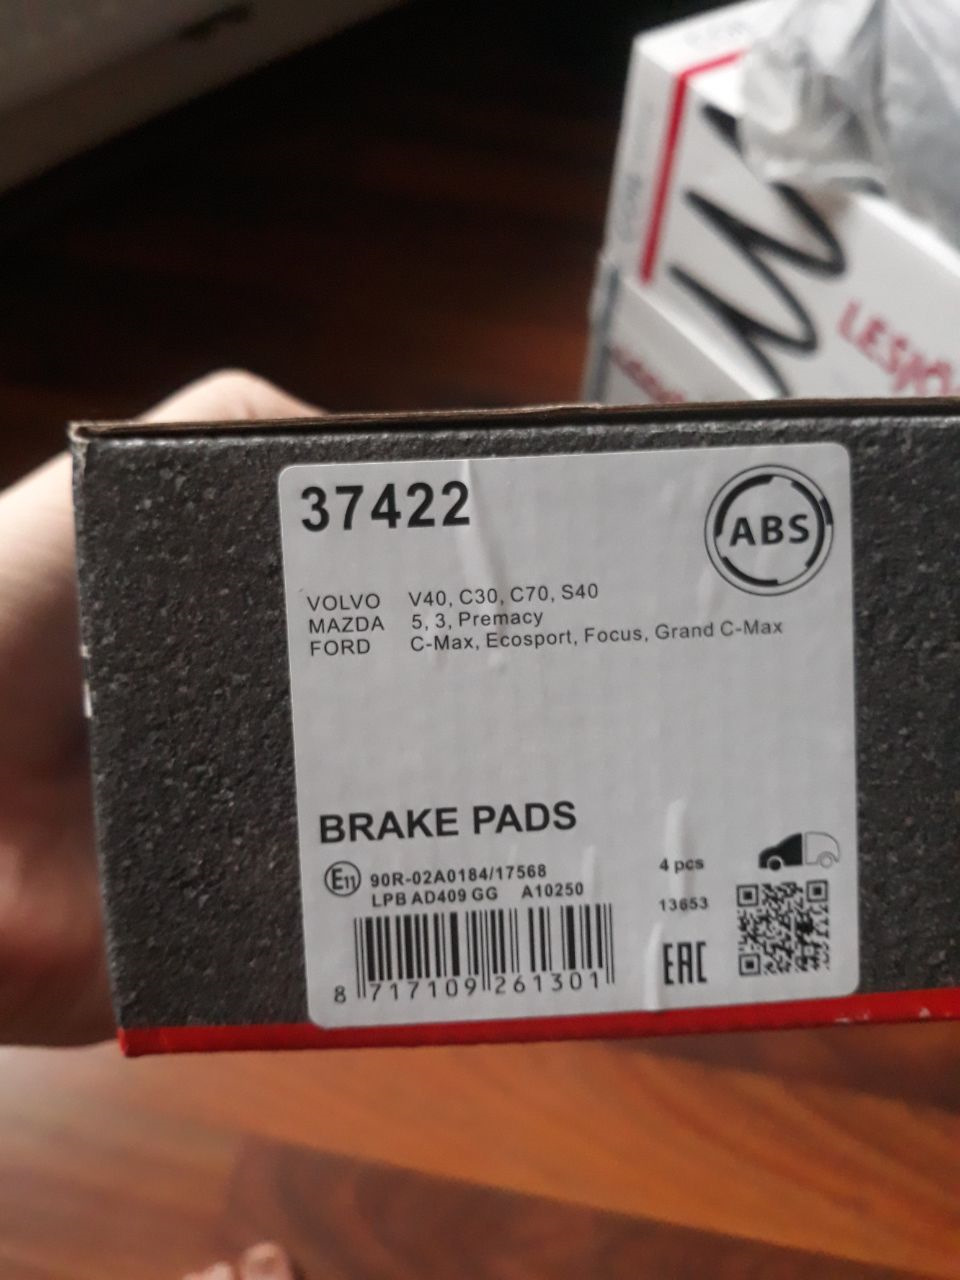 37422
ABS
VOLVO V40, C30, C70, S40
MAZDA 5, 3, Premacy
FORD C-Max, Ecosport, Focus, Grand C-Max
BRAKE PADS
E11 90R-02A0184/17568
LPB AD409 GG A10250
4 pcs
13653
EAC
8 717109 261301